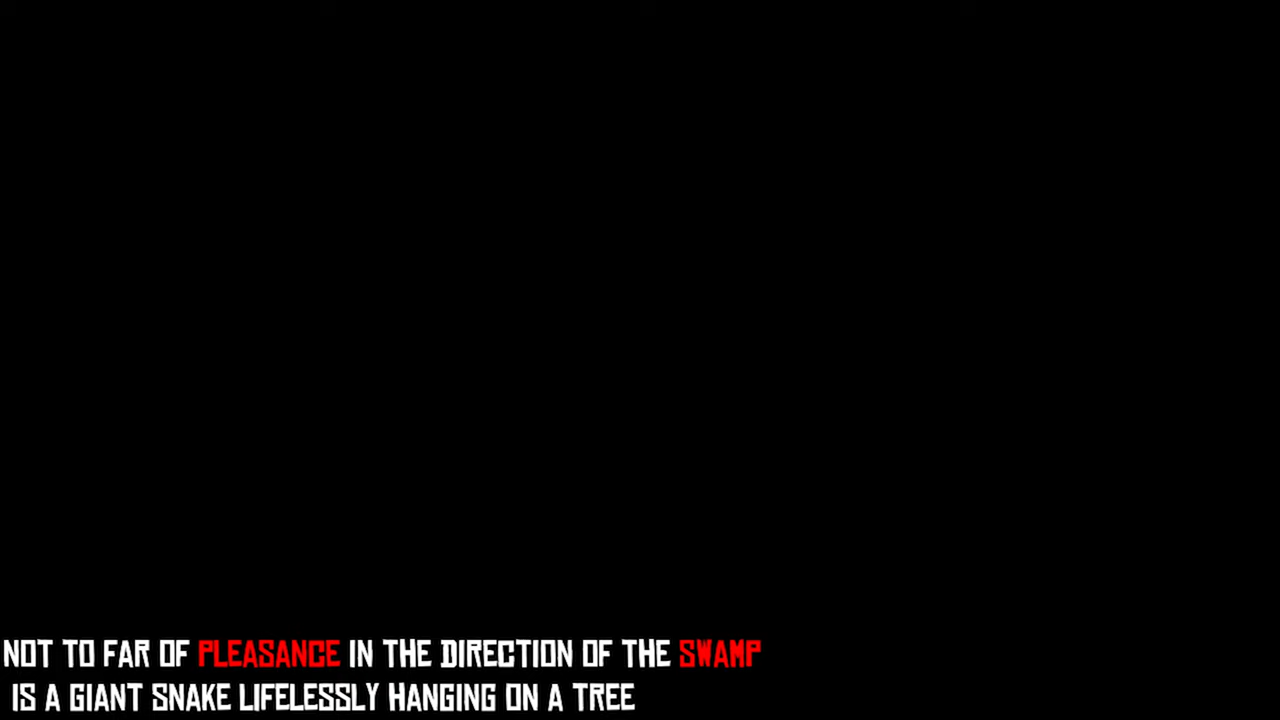 NOT TO FAR OF PLEASANCE IN THE DIRECTION OF THE SWAMP
IS A GIANT SNAKE LIFELESSLY HANGING ON A TREE